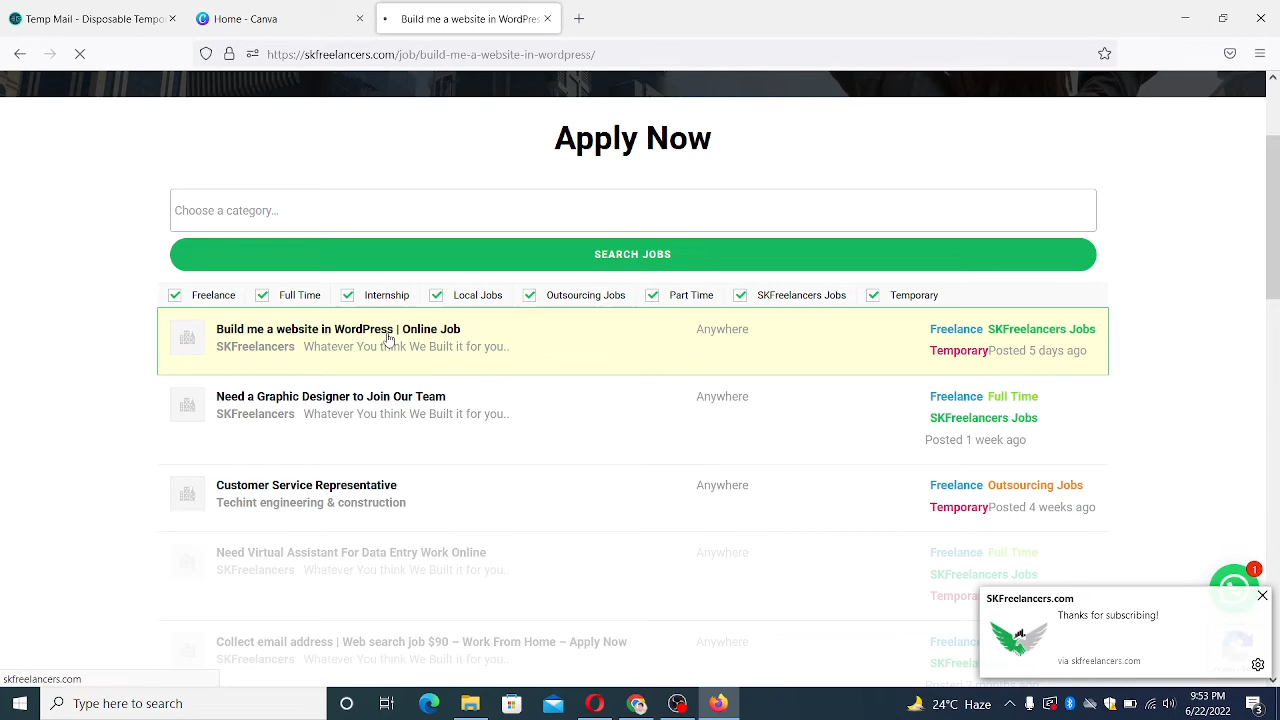 Temp Mail - Disposable Tempo
Home - Canva
Build me a website in WordPres
https://skfreelancers.com/job/build-me-a-website-in-wordpress/
Apply Now
Choose a category...
SEARCH JOBS
Freelance Full Time Internship Local Jobs Outsourcing Jobs Part Time SKFreelancers Jobs Temporary
Build me a website in WordPress | Online Job Anywhere Freelance SKFreelancers Jobs
SKFreelancers Whatever You think We Built it for you.. TemporaryPosted 5 days ago
Need a Graphic Designer to Join Our Team Anywhere Freelance Full Time
SKFreelancers Whatever You think We Built it for you.. SKFreelancers Jobs
Posted 1 week ago
Customer Service Representative Anywhere Freelance Outsourcing Jobs
Techint engineering & construction TemporaryPosted 4 weeks ago
Need Virtual Assistant For Data Entry Work Online Anywhere Freelance Full Time
SKFreelancers Whatever You think We Built it for you.. SKFreelancers Jobs
Tempora
1
SKFreelancers.com
Thanks for subscribing!
via skfreelancers.com
Collect email address | Web search job $90 – Work From Home – Apply Now Anywhere Freelanc
SKFreelancers Whatever You think We Built it for you.. SKFreela
skfreelancers.com
Type here to search
9:53 PM
6/22/2022